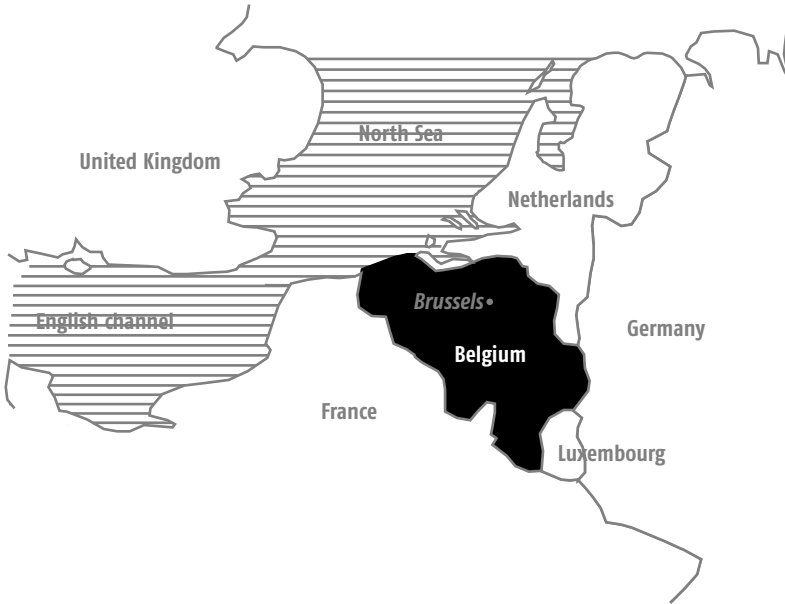 North Sea
United Kingdom
Netherlands
Brussels
English channel
Germany
Belgium
France
Luxembourg